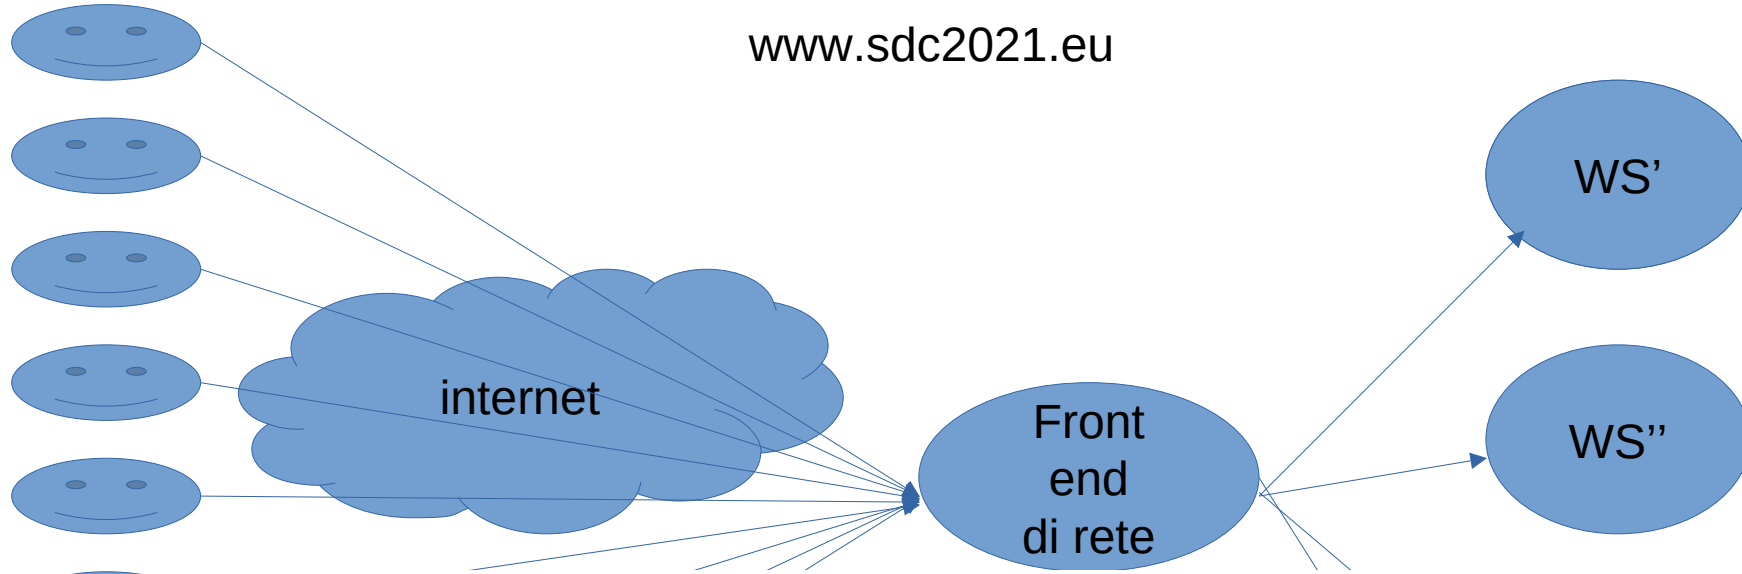 www.sdc2021.eu
WS’
internet
Front
end
di rete
WS’’